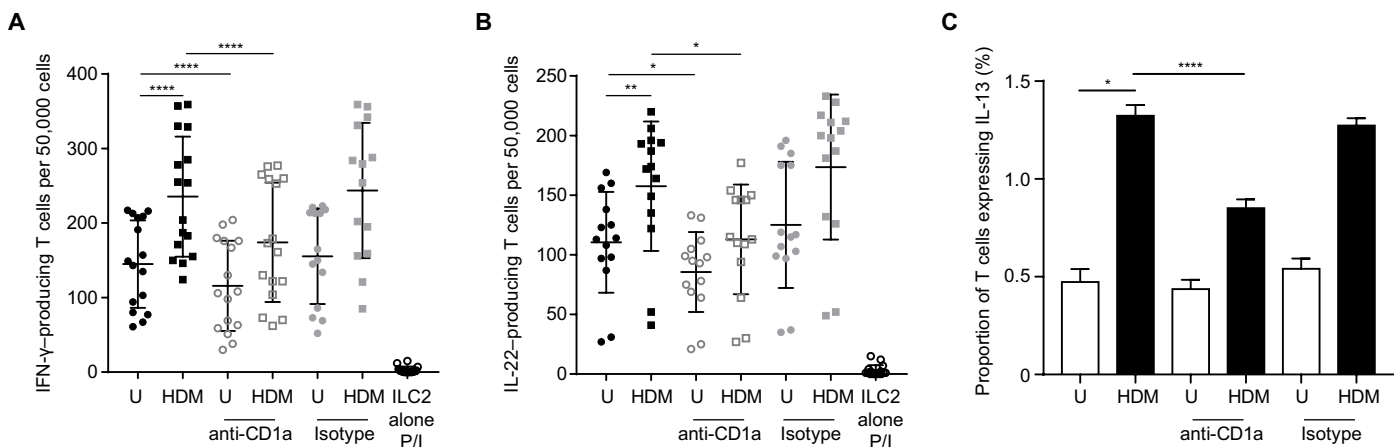 A
IFN-γ–producing T cells per 50,000 cells
400
300
200
100
0
****
****
****
U HDM U HDM U HDM ILC2
alone
P/I
anti-CD1a Isotype
B
IL-22–producing T cells per 50,000 cells
250
200
150
100
50
0
*
*
**
U HDM U HDM U HDM ILC2
alone
P/I
anti-CD1a Isotype
C
Proportion of T cells expressing IL-13 (%)
1.5
1.0
0.5
0
* ****
U HDM U HDM U HDM
anti-CD1a Isotype